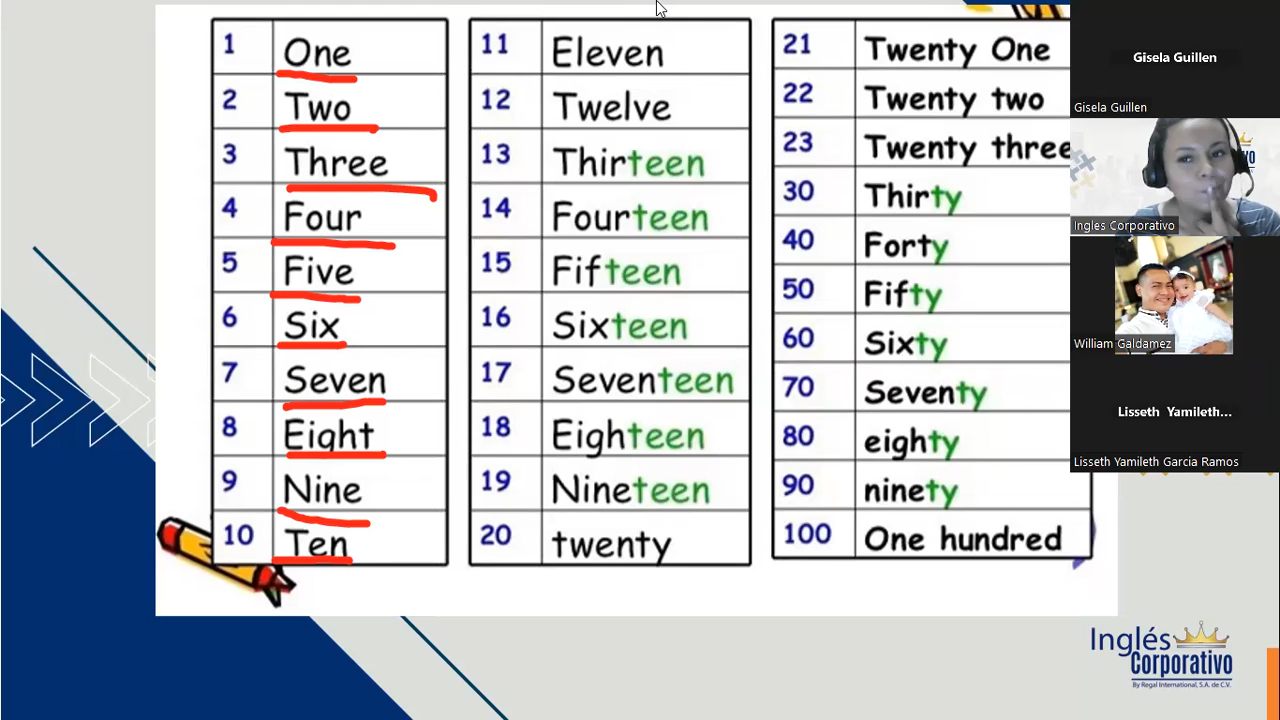 1 One
2 Two
3 Three
4 Four
5 Five
6 Six
7 Seven
8 Eight
9 Nine
10 Ten
11 Eleven
12 Twelve
13 Thirteen
14 Fourteen
15 Fifteen
16 Sixteen
17 Seventeen
18 Eighteen
19 Nineteen
20 twenty
21 Twenty One
22 Twenty two
23 Twenty three
30 Thirty
40 Forty
50 Fifty
60 Sixty
70 Seventy
80 eighty
90 ninety
100 One hundred
Gisela Guillen
Gisela Guillen
Ingles Corporativo
William Galdamez
Lisseth Yamileth...
Lisseth Yamileth Garcia Ramos
Inglés
Corporativo
By Regal International, S.A. de C.V.